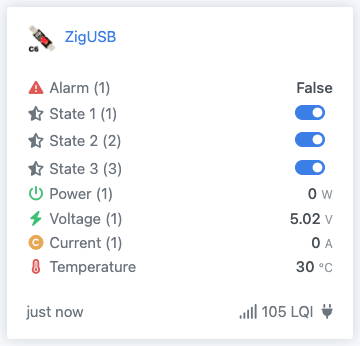 C6
ZigUSB
Alarm (1) False
State 1 (1)
State 2 (2)
State 3 (3)
Power (1) 0 W
Voltage (1) 5.02 V
C Current (1) 0 A
Temperature 30 °C
just now 105 LQI